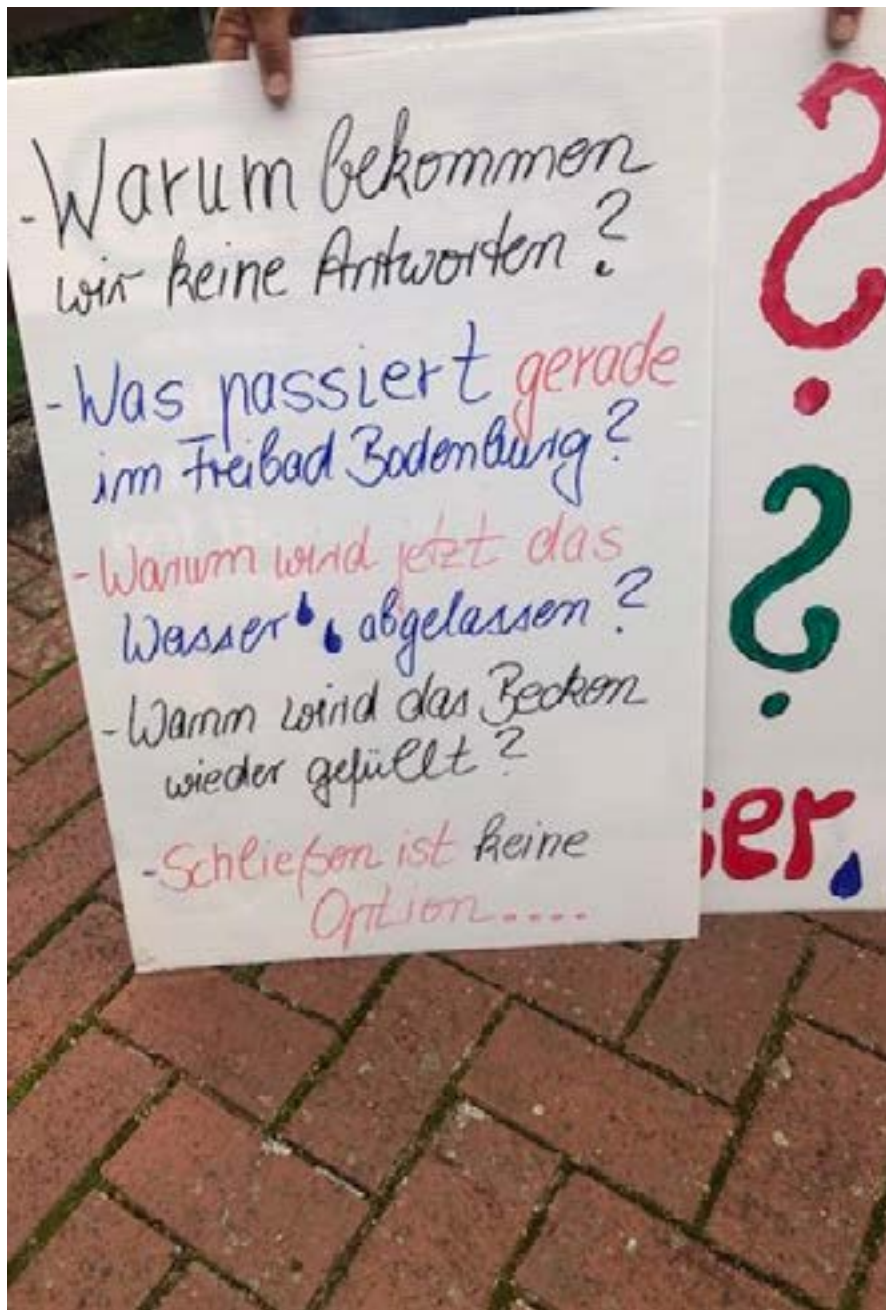 - Warum bekommen
wir keine Antworten?
- Was passiert gerade
im Freibad Bodenburg?
- Warum wird jetzt das
Wasser abgelassen?
- Wann wird das Becken
wieder gefüllt?
- Schließen ist keine
Option....
?
?
ser